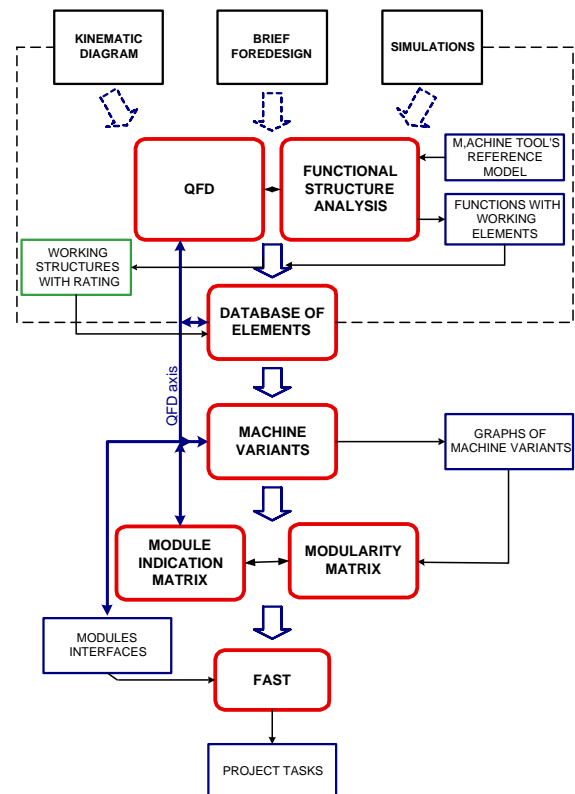 KINEMATIC
DIAGRAM
BRIEF
FOREDESIGN
SIMULATIONS
QFD
FUNCTIONAL
STRUCTURE
ANALYSIS
M,ACHINE TOOL'S
REFERENCE
MODEL
FUNCTIONS WITH
WORKING
ELEMENTS
WORKING
STRUCTURES
WITH RATING
DATABASE OF
ELEMENTS
QFD axis
MACHINE
VARIANTS
GRAPHS OF
MACHINE VARIANTS
MODULE
INDICATION
MATRIX
MODULARITY
MATRIX
MODULES
INTERFACES
FAST
PROJECT TASKS